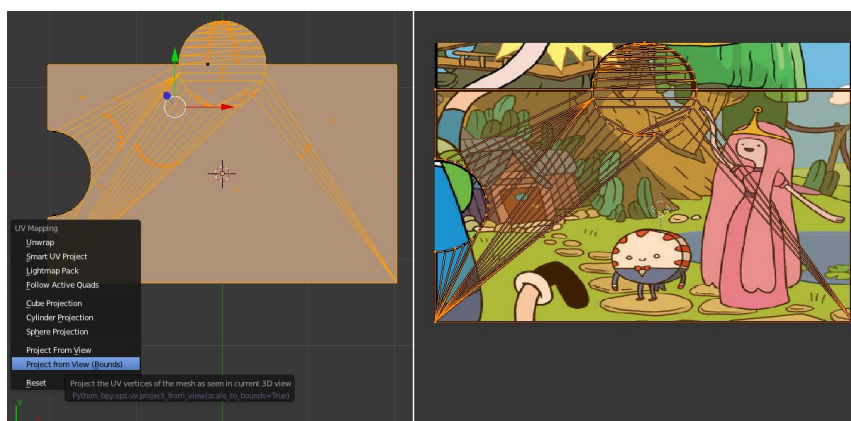 UV Mapping
Unwrap
Smart UV Project
Lightmap Pack
Follow Active Quads
Cube Projection
Cylinder Projection
Sphere Projection
Project From View
Project from View (Bounds)
Reset
Project the UV vertices of the mesh as seen in current 3D view
Python: bpy.ops.uv.project_from_view(scale_to_bounds=True)
y